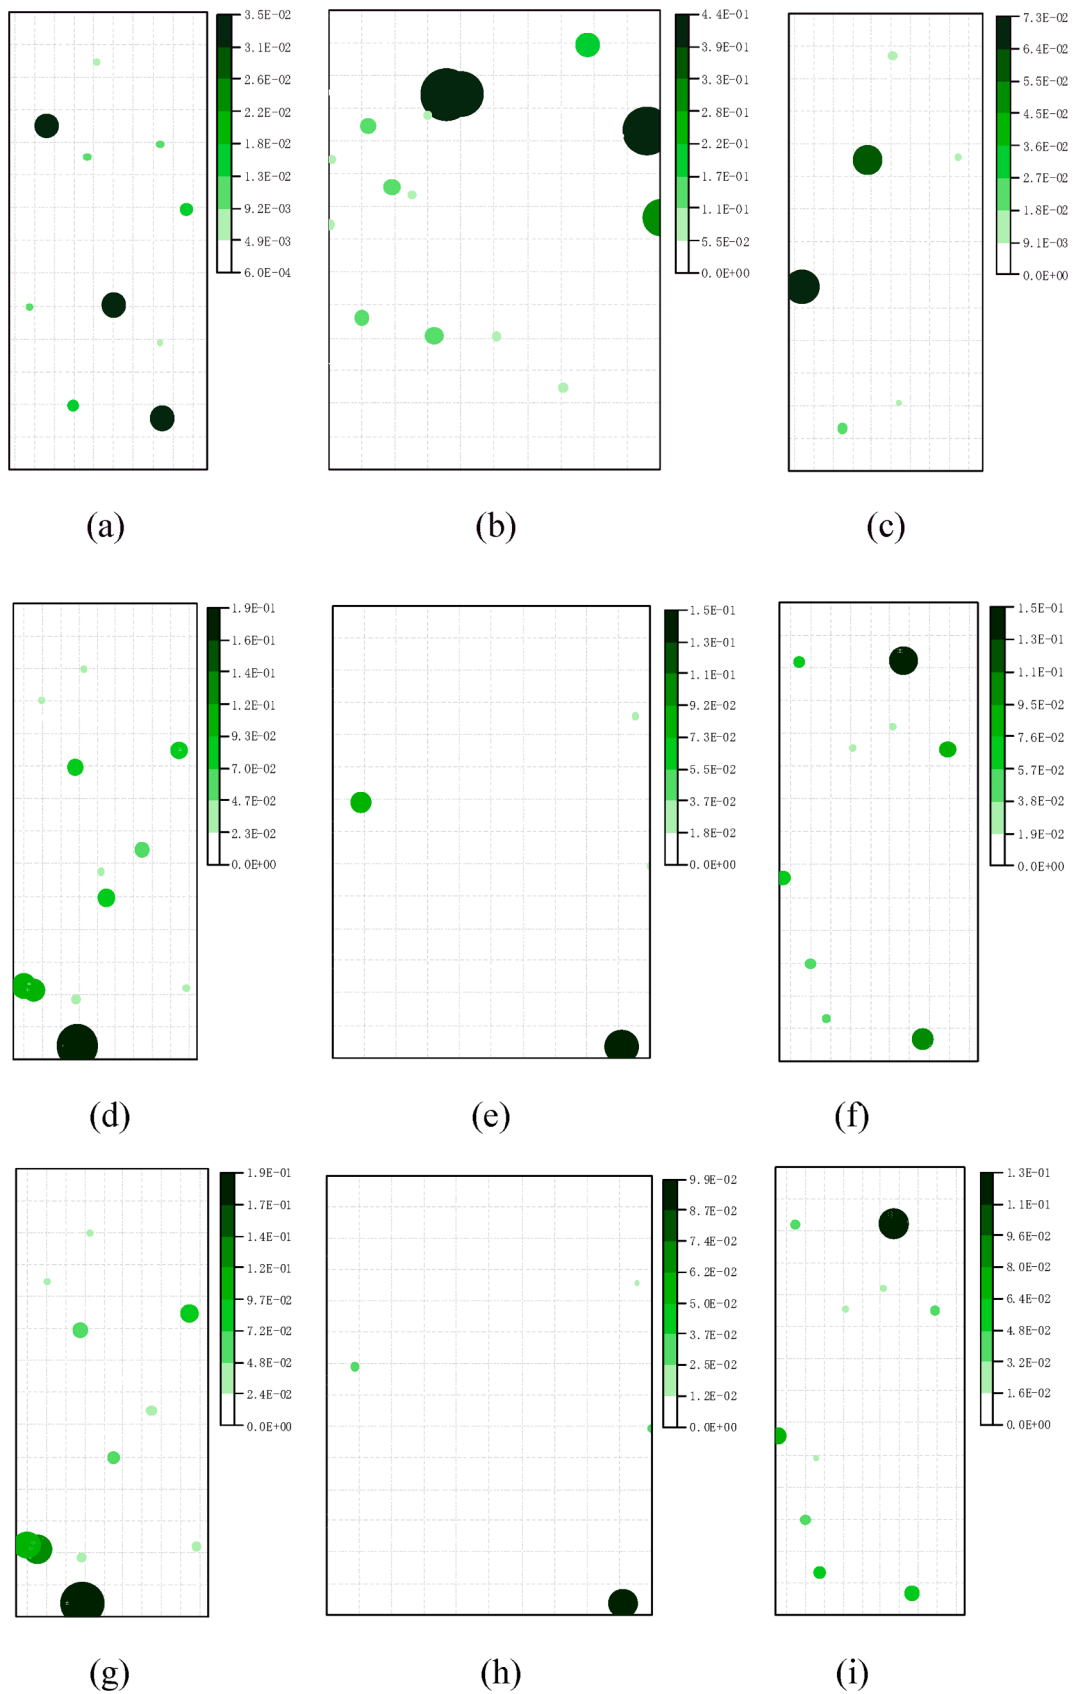 3.5E-02
3.1E-02
2.6E-02
2.2E-02
1.8E-02
1.3E-02
9.2E-03
4.9E-03
6.0E-04
(a)
4.4E-01
3.9E-01
3.3E-01
2.8E-01
2.2E-01
1.7E-01
1.1E-01
5.5E-02
0.0E+00
(b)
7.3E-02
6.4E-02
5.5E-02
4.5E-02
3.6E-02
2.7E-02
1.8E-02
9.1E-03
0.0E+00
(c)
1.9E-01
1.6E-01
1.4E-01
1.2E-01
9.3E-02
7.0E-02
4.7E-02
2.3E-02
0.0E+00
(d)
1.5E-01
1.3E-01
1.1E-01
9.2E-02
7.3E-02
5.5E-02
3.7E-02
1.8E-02
0.0E+00
(e)
1.5E-01
1.3E-01
1.1E-01
9.5E-02
7.6E-02
5.7E-02
3.8E-02
1.9E-02
0.0E+00
(f)
1.9E-01
1.7E-01
1.4E-01
1.2E-01
9.7E-02
7.2E-02
4.8E-02
2.4E-02
0.0E+00
(g)
9.9E-02
8.7E-02
7.4E-02
6.2E-02
5.0E-02
3.7E-02
2.5E-02
1.2E-02
0.0E+00
(h)
1.3E-01
1.1E-01
9.6E-02
8.0E-02
6.4E-02
4.8E-02
3.2E-02
1.6E-02
0.0E+00
(i)